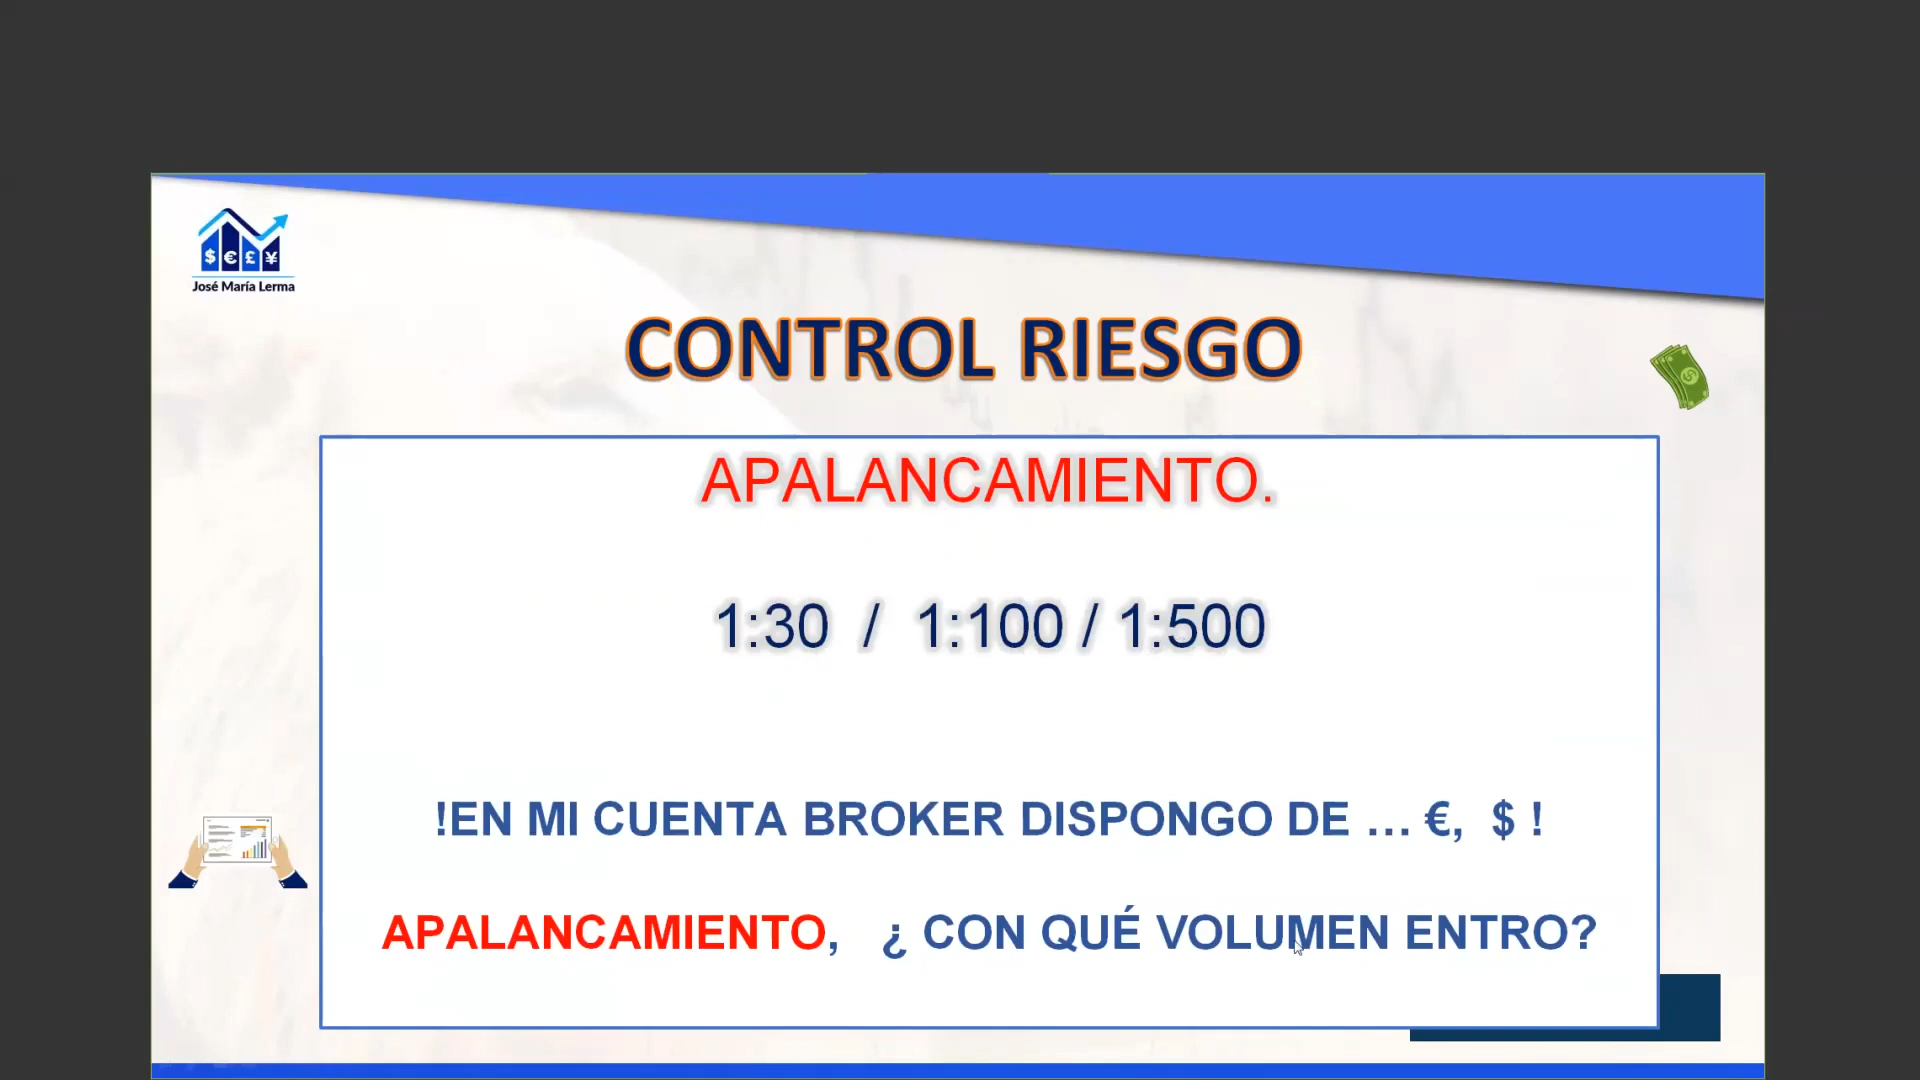 $ € £ ¥
José María Lerma
CONTROL RIESGO
APALANCAMIENTO.
1:30 / 1:100 / 1:500
!EN MI CUENTA BROKER DISPONGO DE ... €, $ !
APALANCAMIENTO, ¿ CON QUÉ VOLUMEN ENTRO?